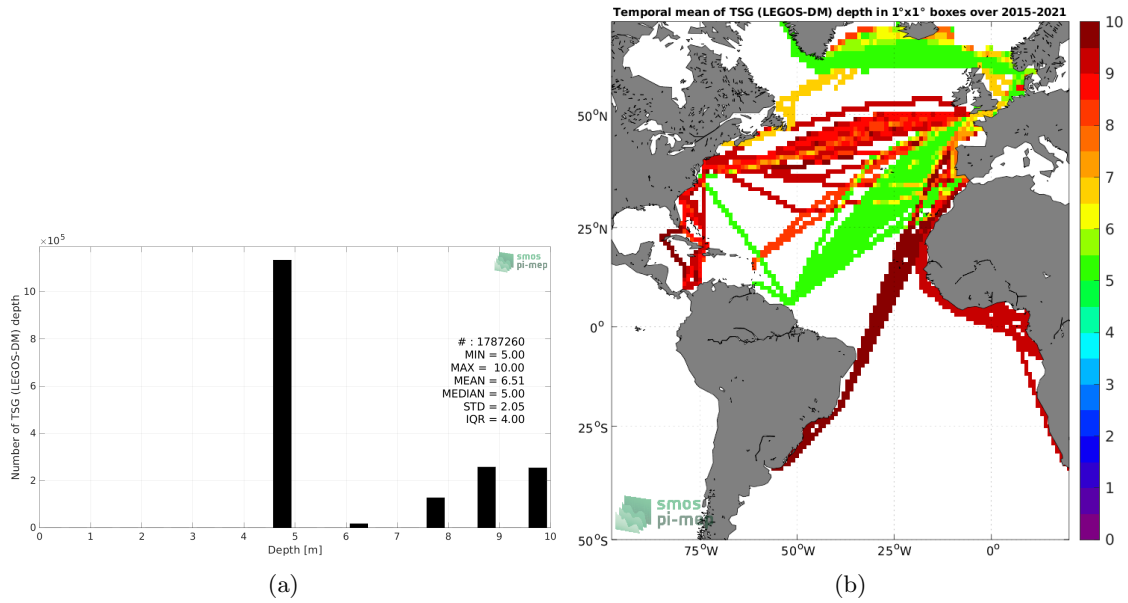 ×10⁵
smos
pi-mep
# : 1787260
MIN = 5.00
MAX = 10.00
MEAN = 6.51
MEDIAN = 5.00
STD = 2.05
IQR = 4.00
Number of TSG (LEGOS-DM) depth
10
8
6
4
2
0
0 1 2 3 4 5 6 7 8 9 10
Depth [m]
(a)
Temporal mean of TSG (LEGOS-DM) depth in 1°x1° boxes over 2015-2021
50°N
25°N
0°
25°S
50°S
75°W 50°W 25°W 0°
smos
pi-mep
10
9
8
7
6
5
4
3
2
1
0
(b)